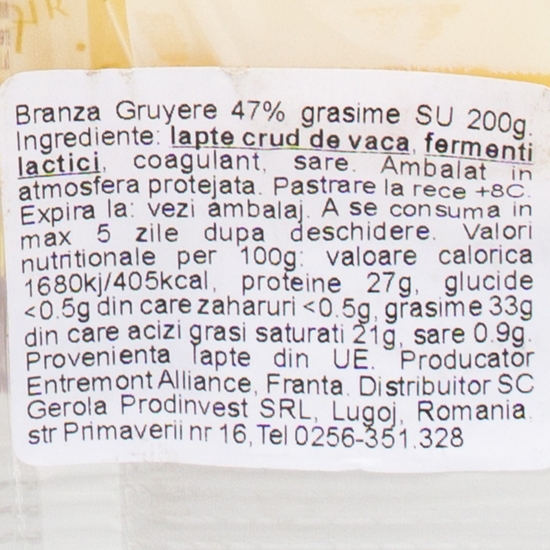 Branza Gruyere 47% grasime SU 200g.
Ingrediente: lapte crud de vaca, fermenti
lactici, coagulant, sare. Ambalat in
atmosfera protejata. Pastrare la rece +8C.
Expira la: vezi ambalaj. A se consuma in
max 5 zile dupa deschidere. Valori
nutritionale per 100g: valoare calorica
1680kj/405kcal, proteine 27g, glucide
<0.5g din care zaharuri <0.5g, grasime 33g
din care acizi grasi saturati 21g, sare 0.9g.
Provenienta lapte din UE. Producator
Entremont Alliance, Franta. Distribuitor SC
Gerola Prodinvest SRL, Lugoj, Romania.
str Primaverii nr 16, Tel 0256-351.328